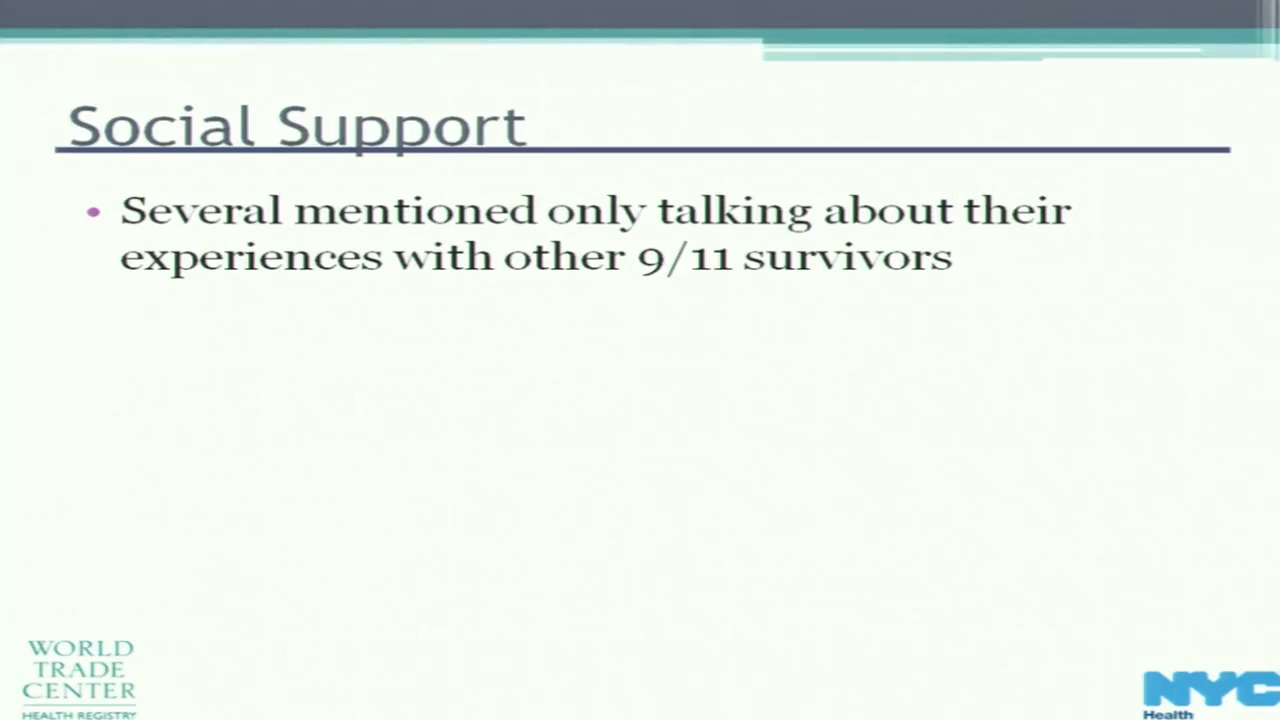 Social Support
• Several mentioned only talking about their
experiences with other 9/11 survivors
WORLD
TRADE
CENTER
HEALTH REGISTRY
NYC
Health